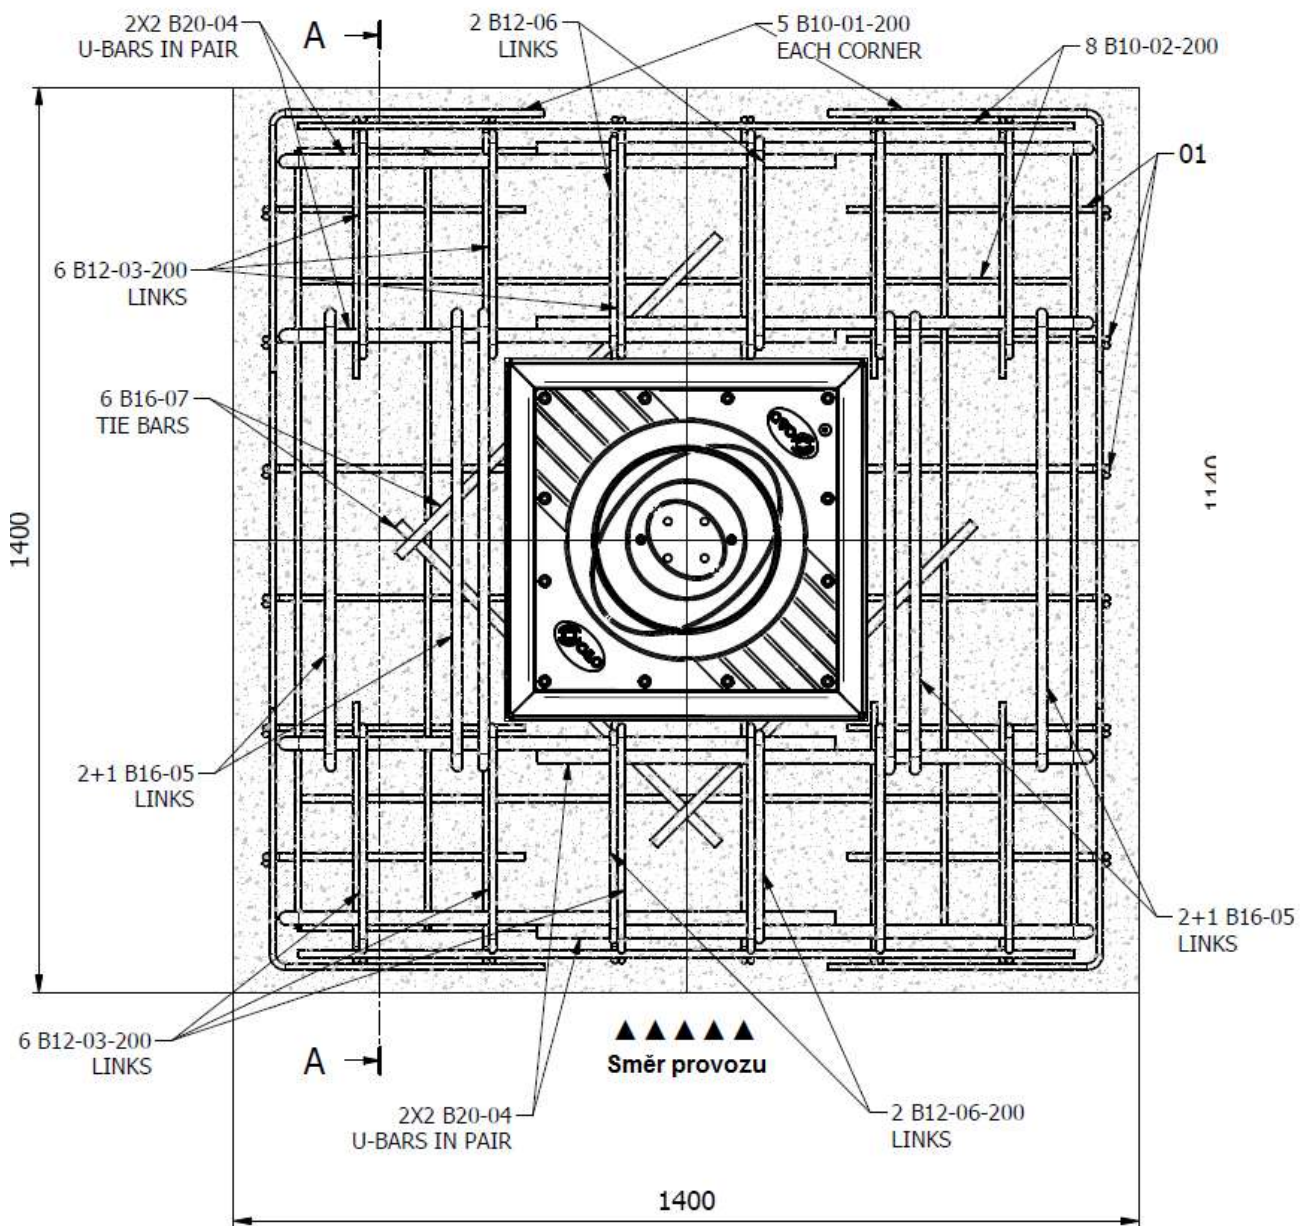 2X2 B20-04
U-BARS IN PAIR
A
2 B12-06
LINKS
5 B10-01-200
EACH CORNER
8 B10-02-200
01
6 B12-03-200
LINKS
6 B16-07
TIE BARS
1400
1140
2+1 B16-05
LINKS
2+1 B16-05
LINKS
6 B12-03-200
LINKS
A
▲▲▲▲▲
Směr provozu
2X2 B20-04
U-BARS IN PAIR
2 B12-06-200
LINKS
1400